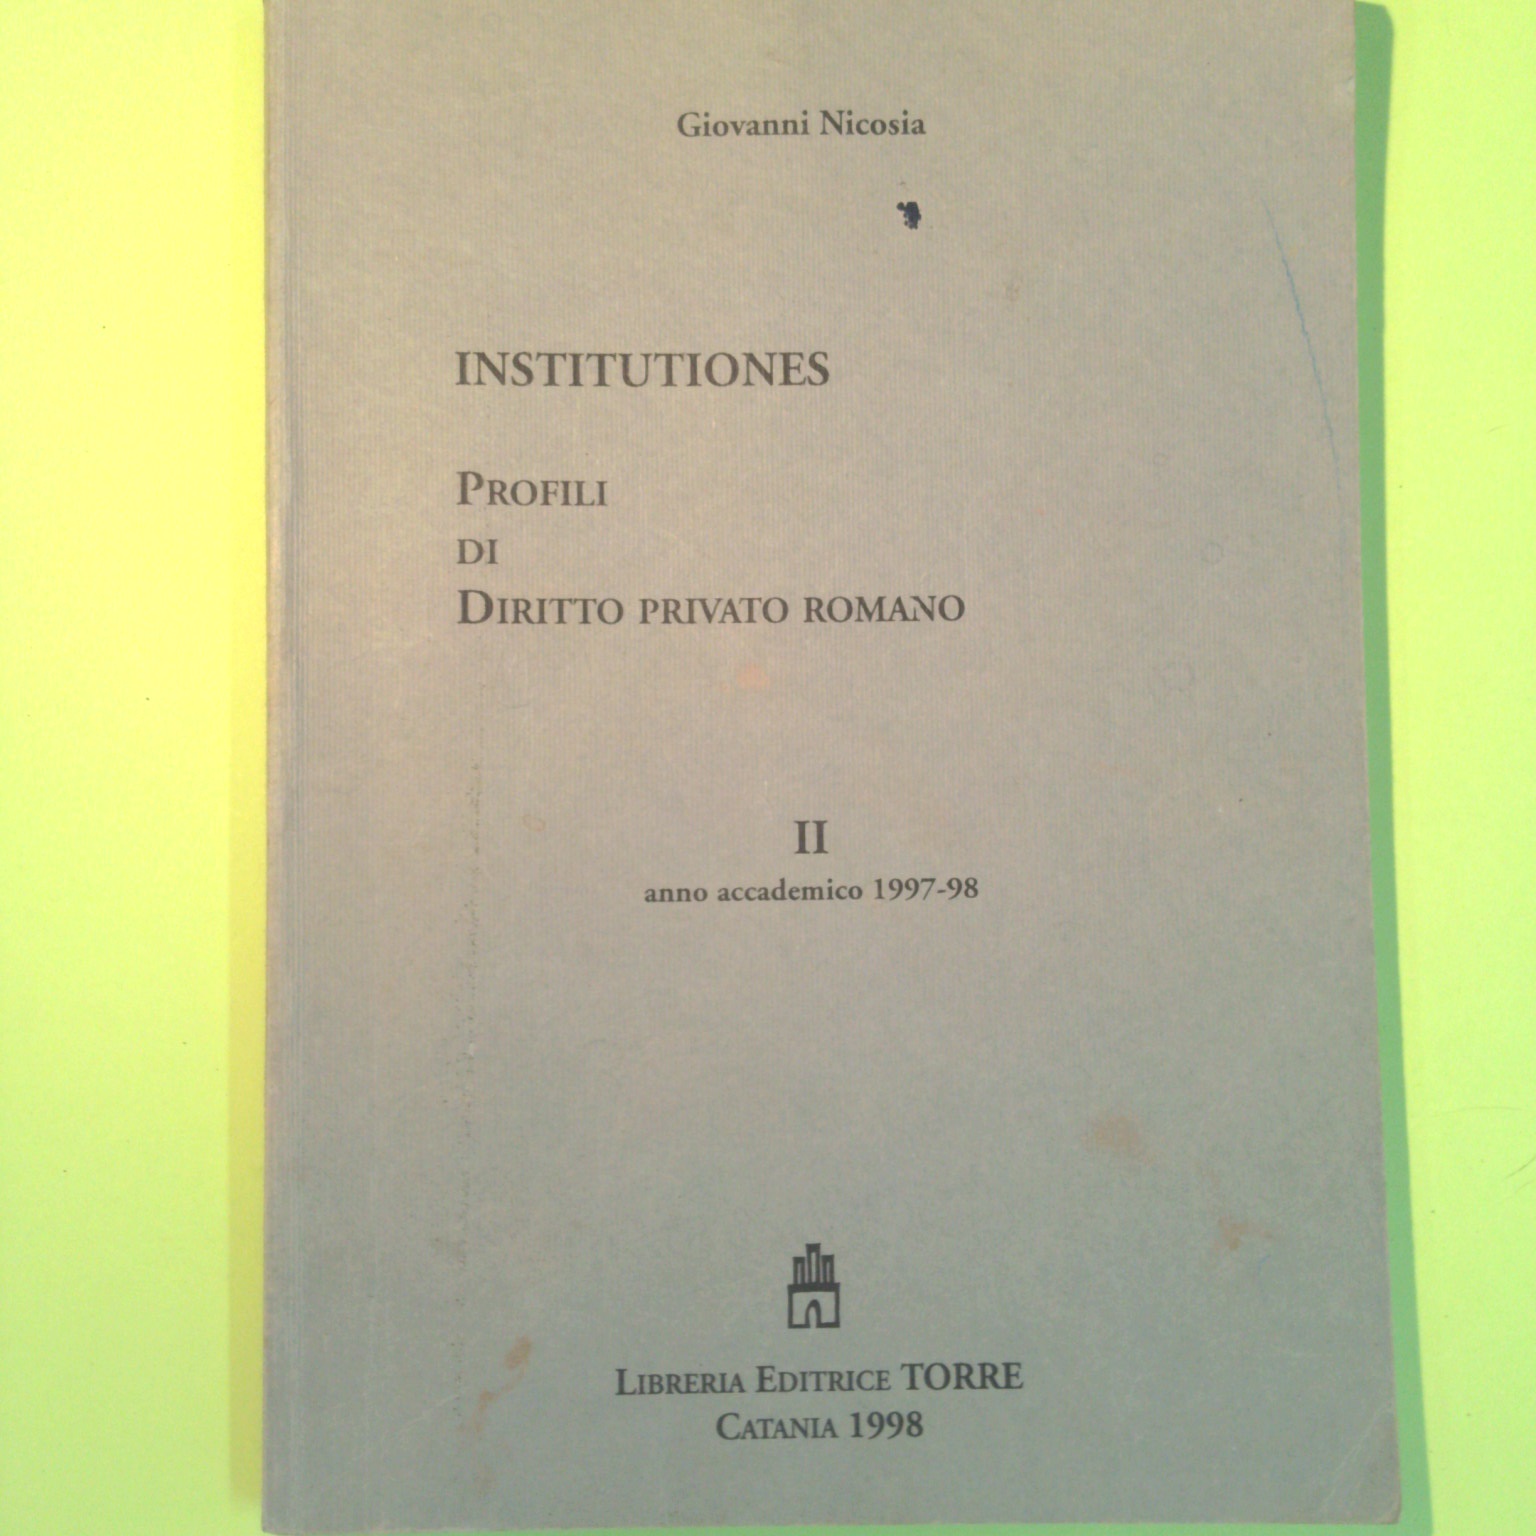 Giovanni Nicosia
INSTITUTIONES
PROFILI
DI
DIRITTO PRIVATO ROMANO
II
anno accademico 1997-98
LIBRERIA EDITRICE TORRE
CATANIA 1998